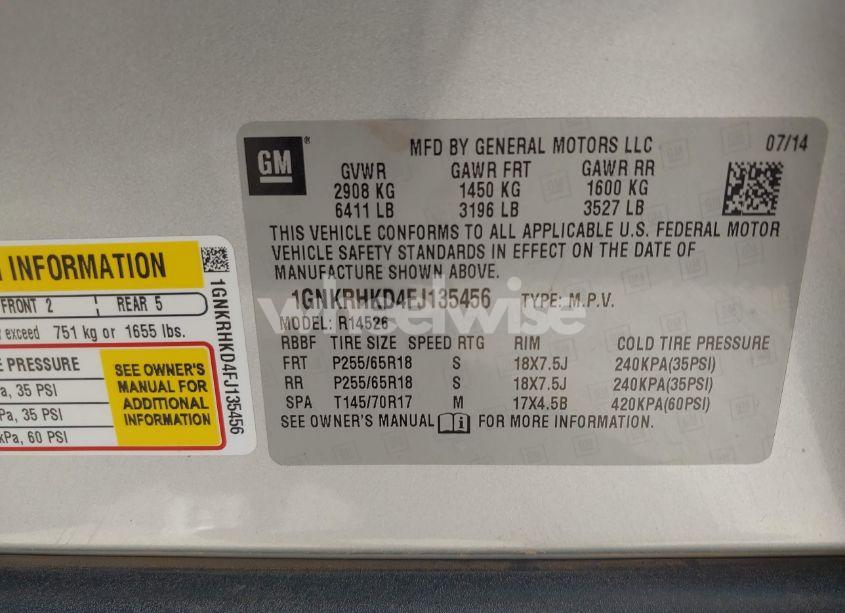 GM
®
MFD BY GENERAL MOTORS LLC 07/14
GVWR GAWR FRT GAWR RR
2908 KG 1450 KG 1600 KG
6411 LB 3196 LB 3527 LB
THIS VEHICLE CONFORMS TO ALL APPLICABLE U.S. FEDERAL MOTOR
VEHICLE SAFETY STANDARDS IN EFFECT ON THE DATE OF
MANUFACTURE SHOWN ABOVE.
TYPE: M.P.V.
MODEL: R14526
RBBF TIRE SIZE SPEED RTG RIM COLD TIRE PRESSURE
FRT P255/65R18 S 18X7.5J 240KPA(35PSI)
RR P255/65R18 S 18X7.5J 240KPA(35PSI)
SPA T145/70R17 M 17X4.5B 420KPA(60PSI)
SEE OWNER'S MANUAL FOR MORE INFORMATION.
wheelwise
INFORMATION
FRONT 2 REAR 5
exceed 751 kg or 1655 lbs.
PRESSURE
35 PSI
35 PSI
kPa, 60 PSI
SEE OWNER'S
MANUAL FOR
ADDITIONAL
INFORMATION
1GNKRHKD4FJ135456